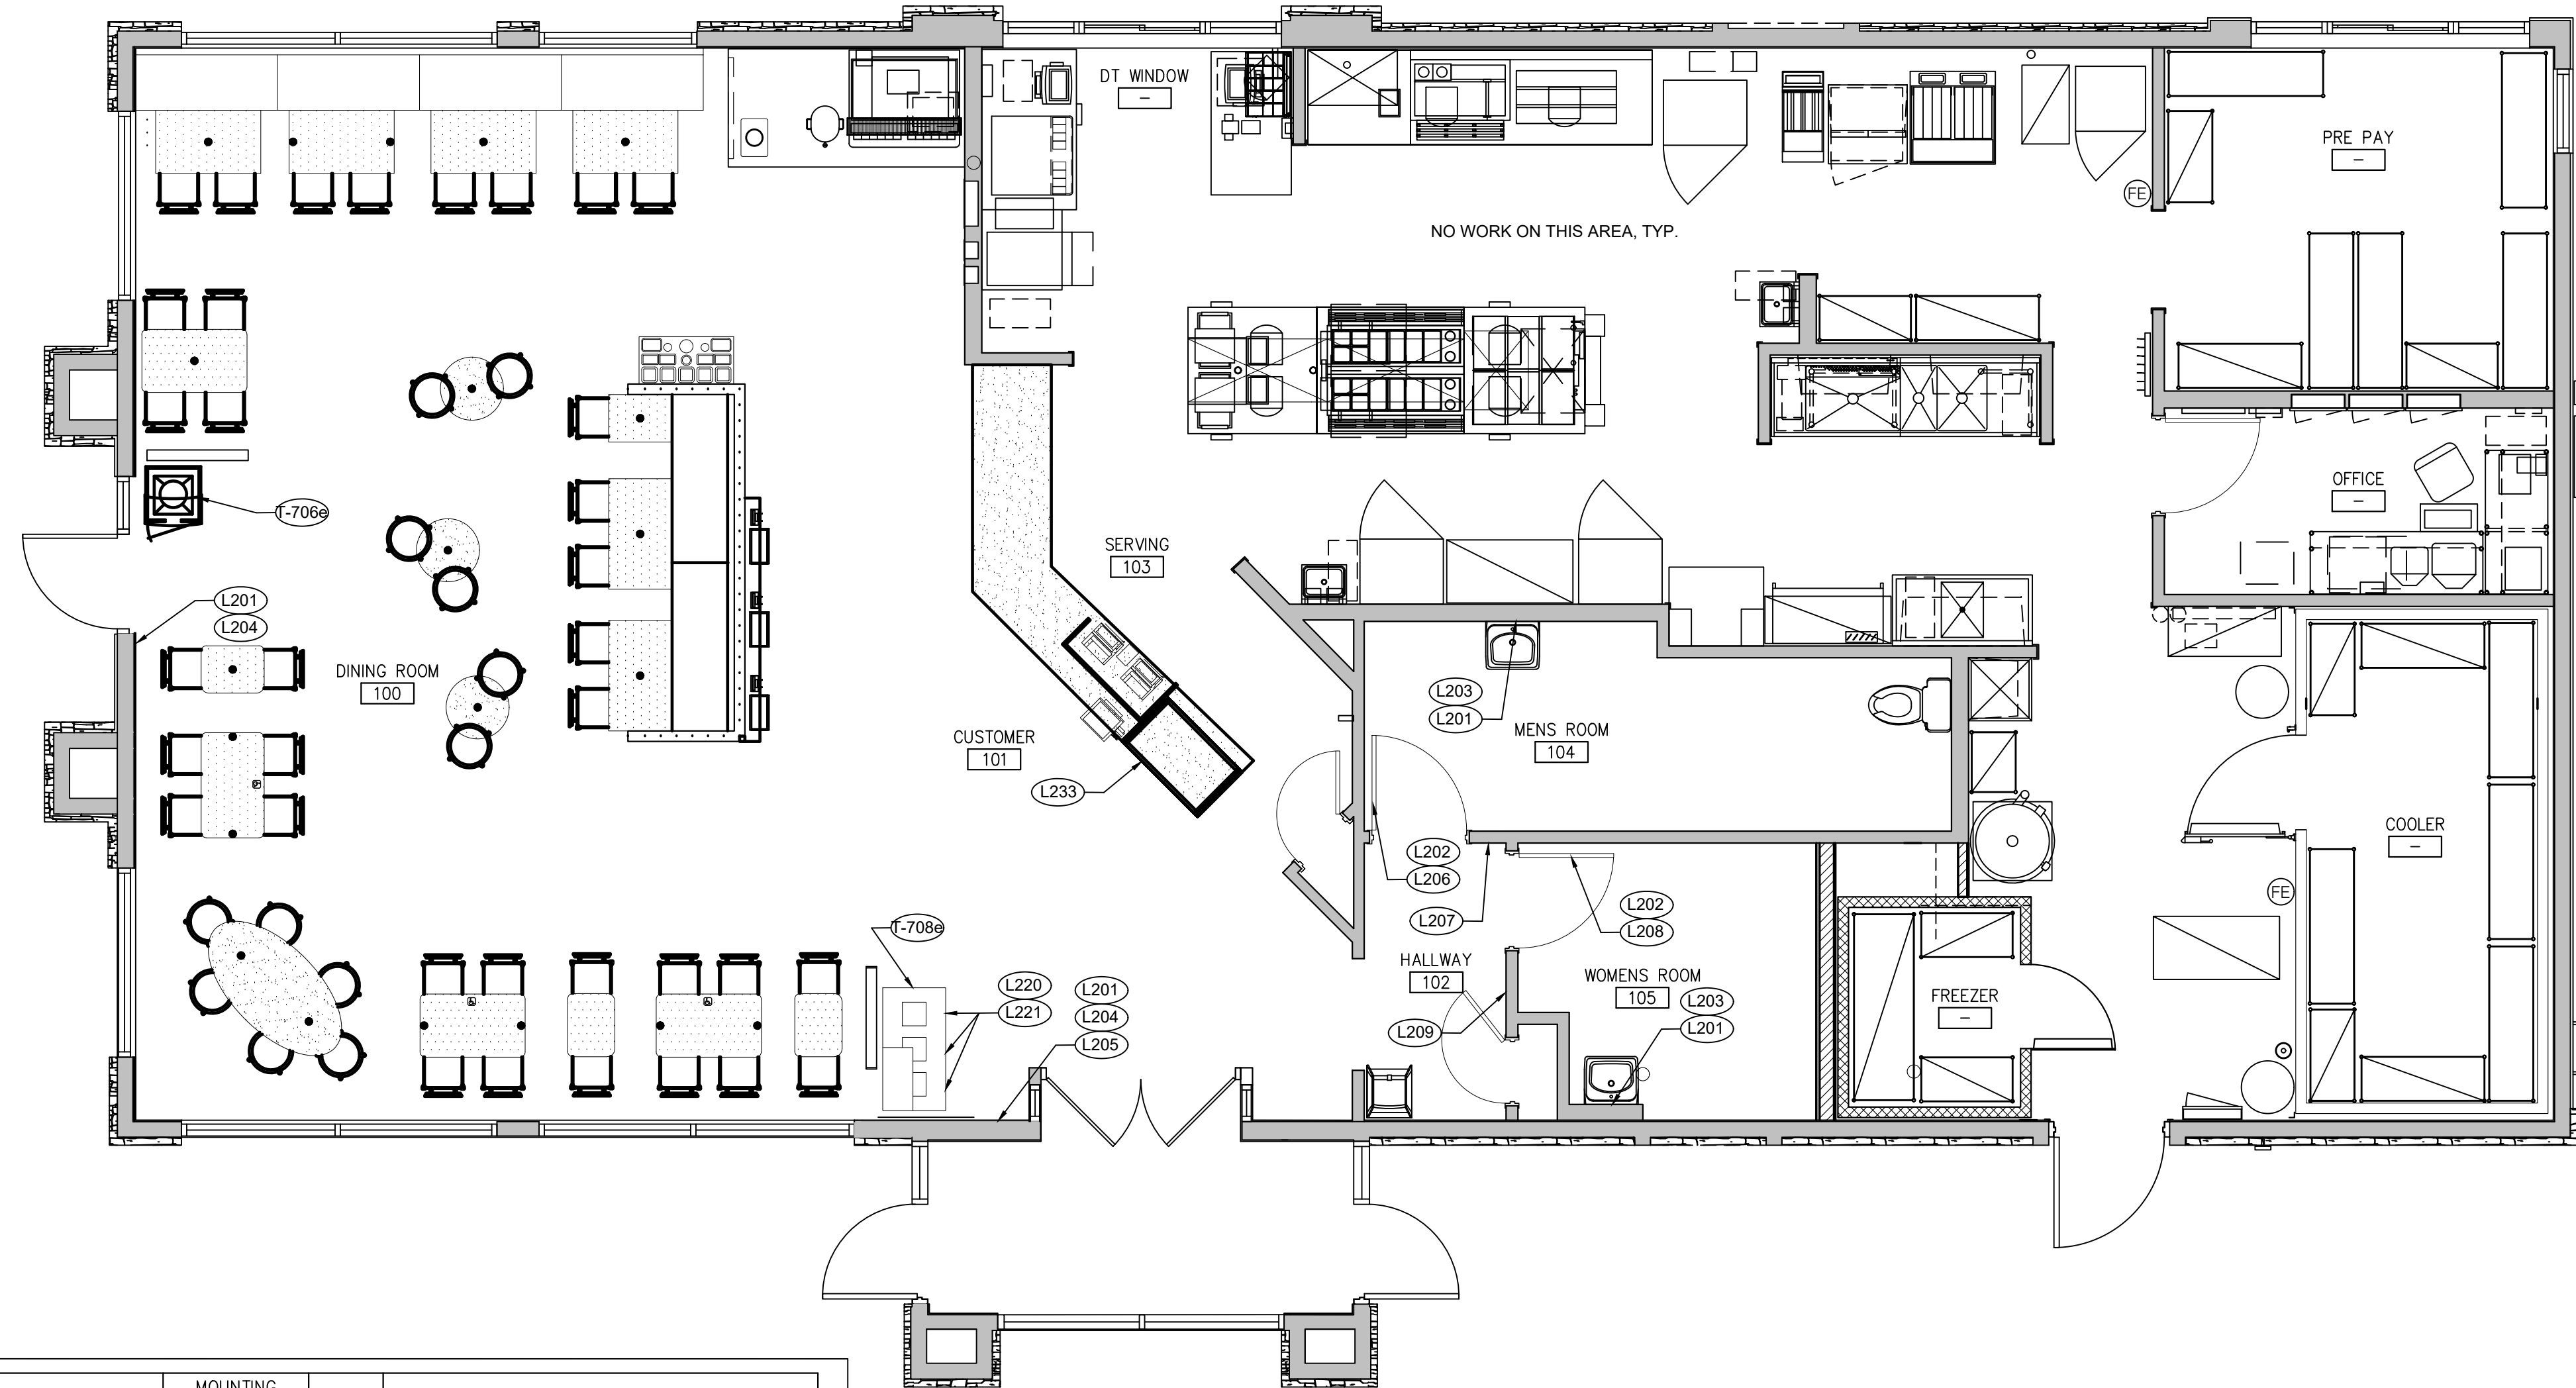 DT WINDOW
-
PRE PAY
-
FE
NO WORK ON THIS AREA, TYP.
T-706e
OFFICE
-
SERVING
103
L201
L204
DINING ROOM
100
L203
L201
MENS ROOM
104
CUSTOMER
101
L233
COOLER
-
L202
L206
FE
L207
L202
L208
T-708e
HALLWAY
102
WOMENS ROOM
105
L203
L201
FREEZER
-
L220
L221
L201
L204
L205
L209
MOUNTING